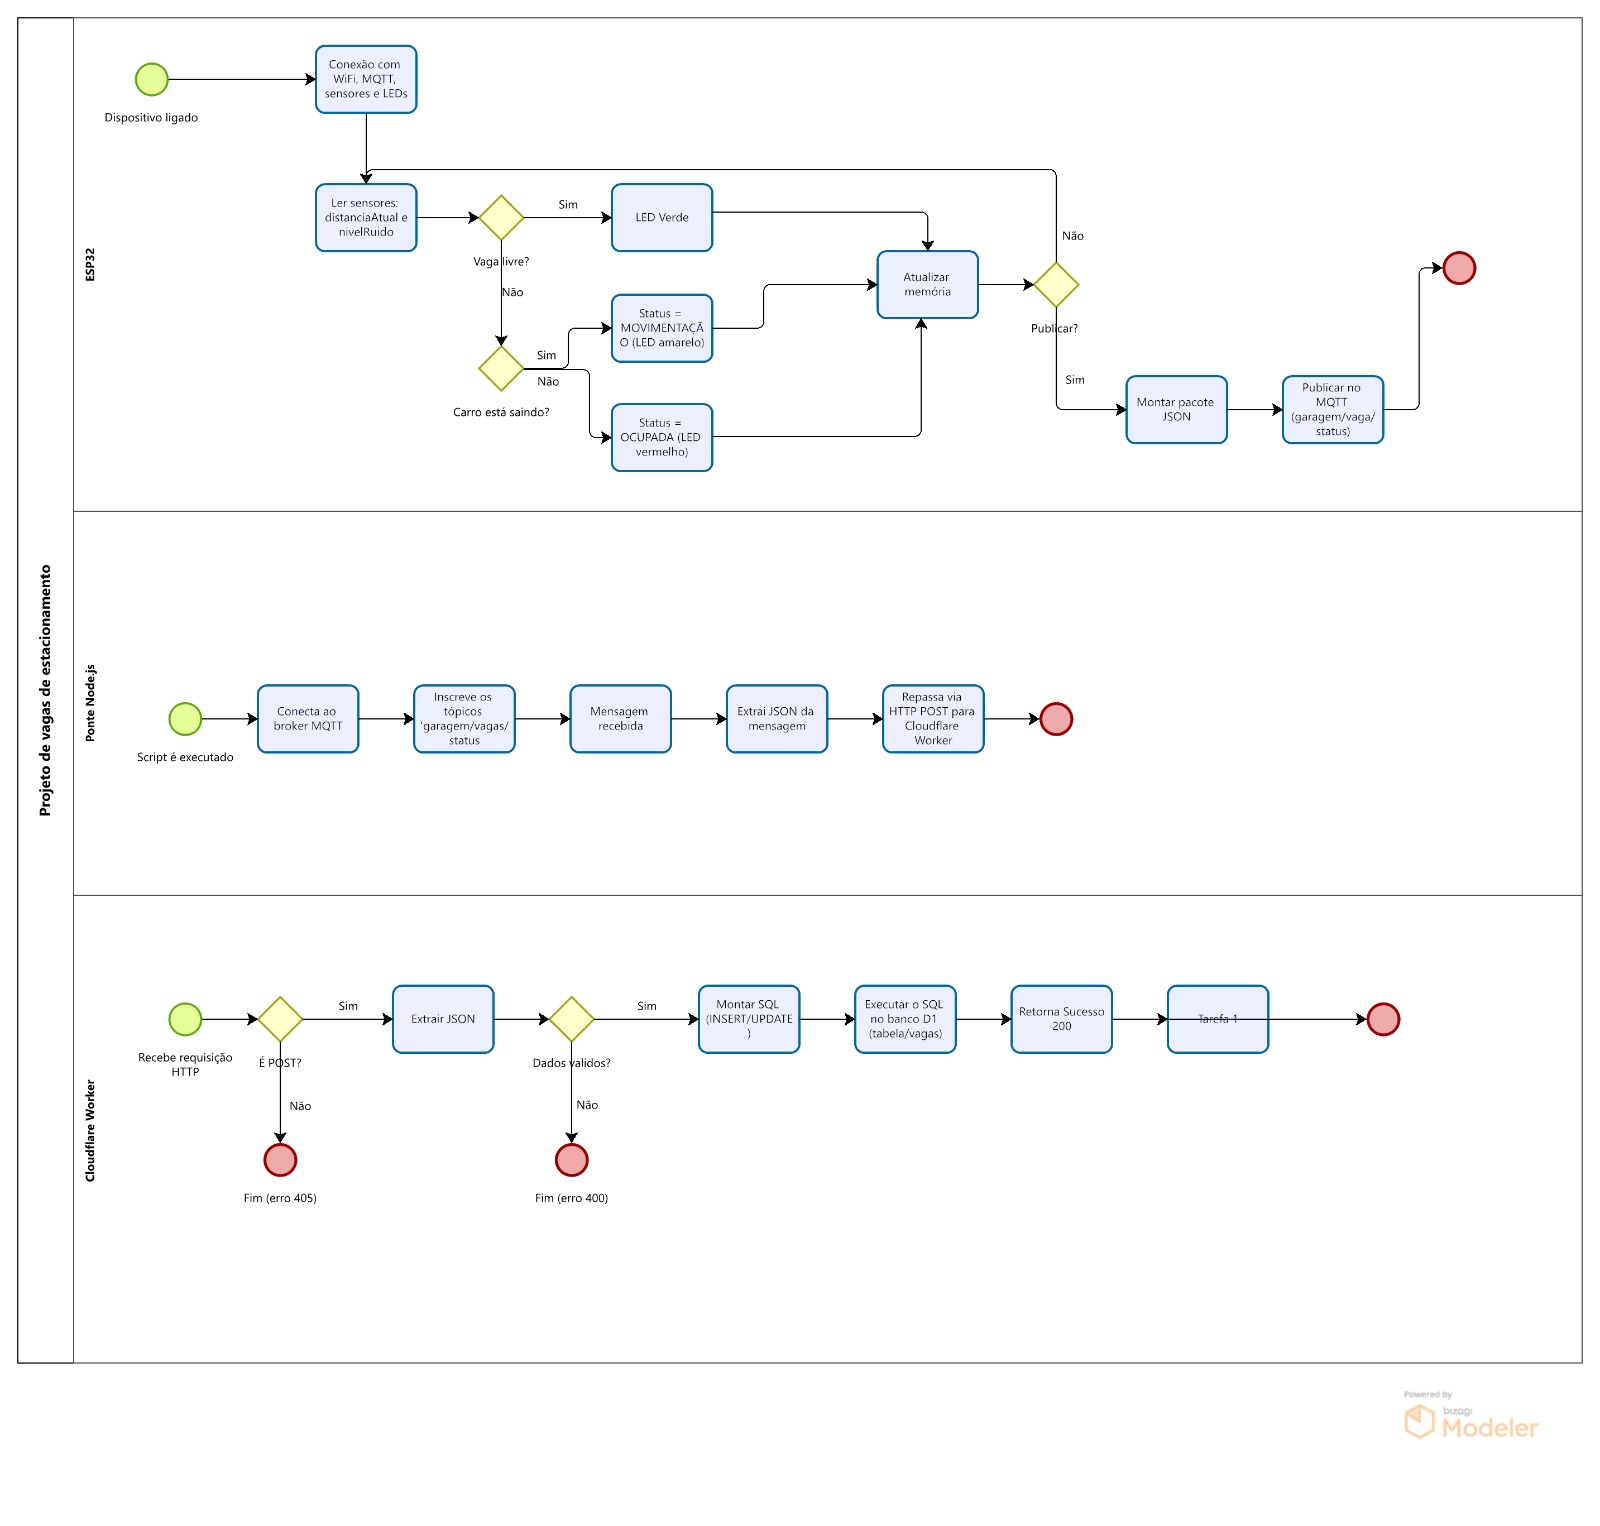 Projeto de vagas de estacionamento
ESP32
Dispositivo ligado
Conexão com
WiFi, MQTT,
sensores e LEDs
Ler sensores:
distanciaAtual e
nivelRuido
Vaga livre?
Sim
Não
LED Verde
Carro está saindo?
Sim
Não
Status =
MOVIMENTAÇÃ
O (LED amarelo)
Status =
OCUPADA (LED
vermelho)
Atualizar
memória
Publicar?
Não
Sim
Montar pacote
JSON
Publicar no
MQTT
(garagem/vaga/
status)
Ponte Node.js
Script é executado
Conecta ao
broker MQTT
Inscreve os
tópicos
'garagem/vagas/
status
Mensagem
recebida
Extrai JSON da
mensagem
Repassa via
HTTP POST para
Cloudflare
Worker
Cloudflare Worker
Recebe requisição
HTTP
É POST?
Sim
Não
Fim (erro 405)
Extrair JSON
Dados validos?
Sim
Não
Fim (erro 400)
Montar SQL
(INSERT/UPDATE
)
Executar o SQL
no banco D1
(tabela/vagas)
Retorna Sucesso
200
Tarefa 1
Powered by
bizagi
Modeler